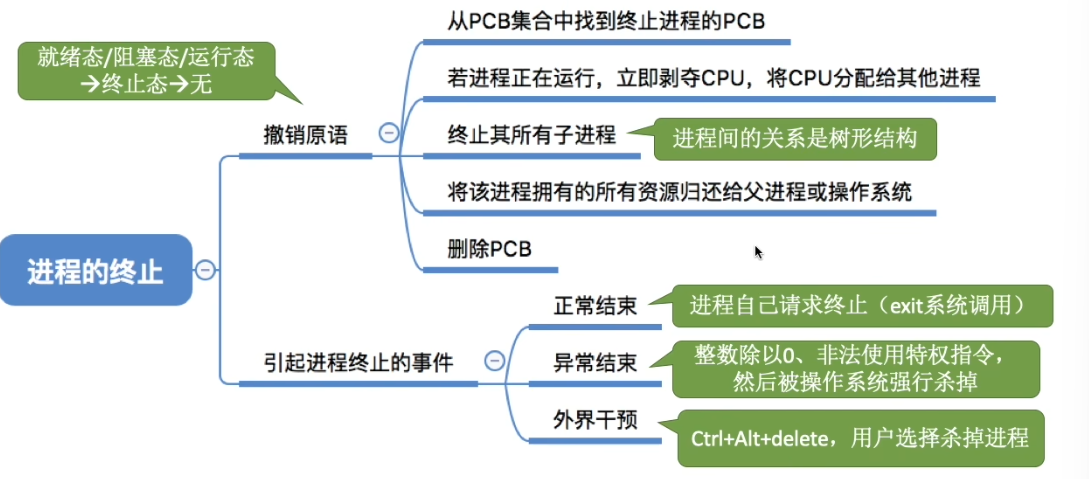 从PCB集合中找到终止进程的PCB
就绪态/阻塞态/运行态
→终止态→无
若进程正在运行，立即剥夺CPU，将CPU分配给其他进程
撤销原语
终止其所有子进程
进程间的关系是树形结构
将该进程拥有的所有资源归还给父进程或操作系统
删除PCB
进程的终止
正常结束
进程自己请求终止（exit系统调用）
引起进程终止的事件
异常结束
整数除以0、非法使用特权指令，
然后被操作系统强行杀掉
外界干预
Ctrl+Alt+delete，用户选择杀掉进程